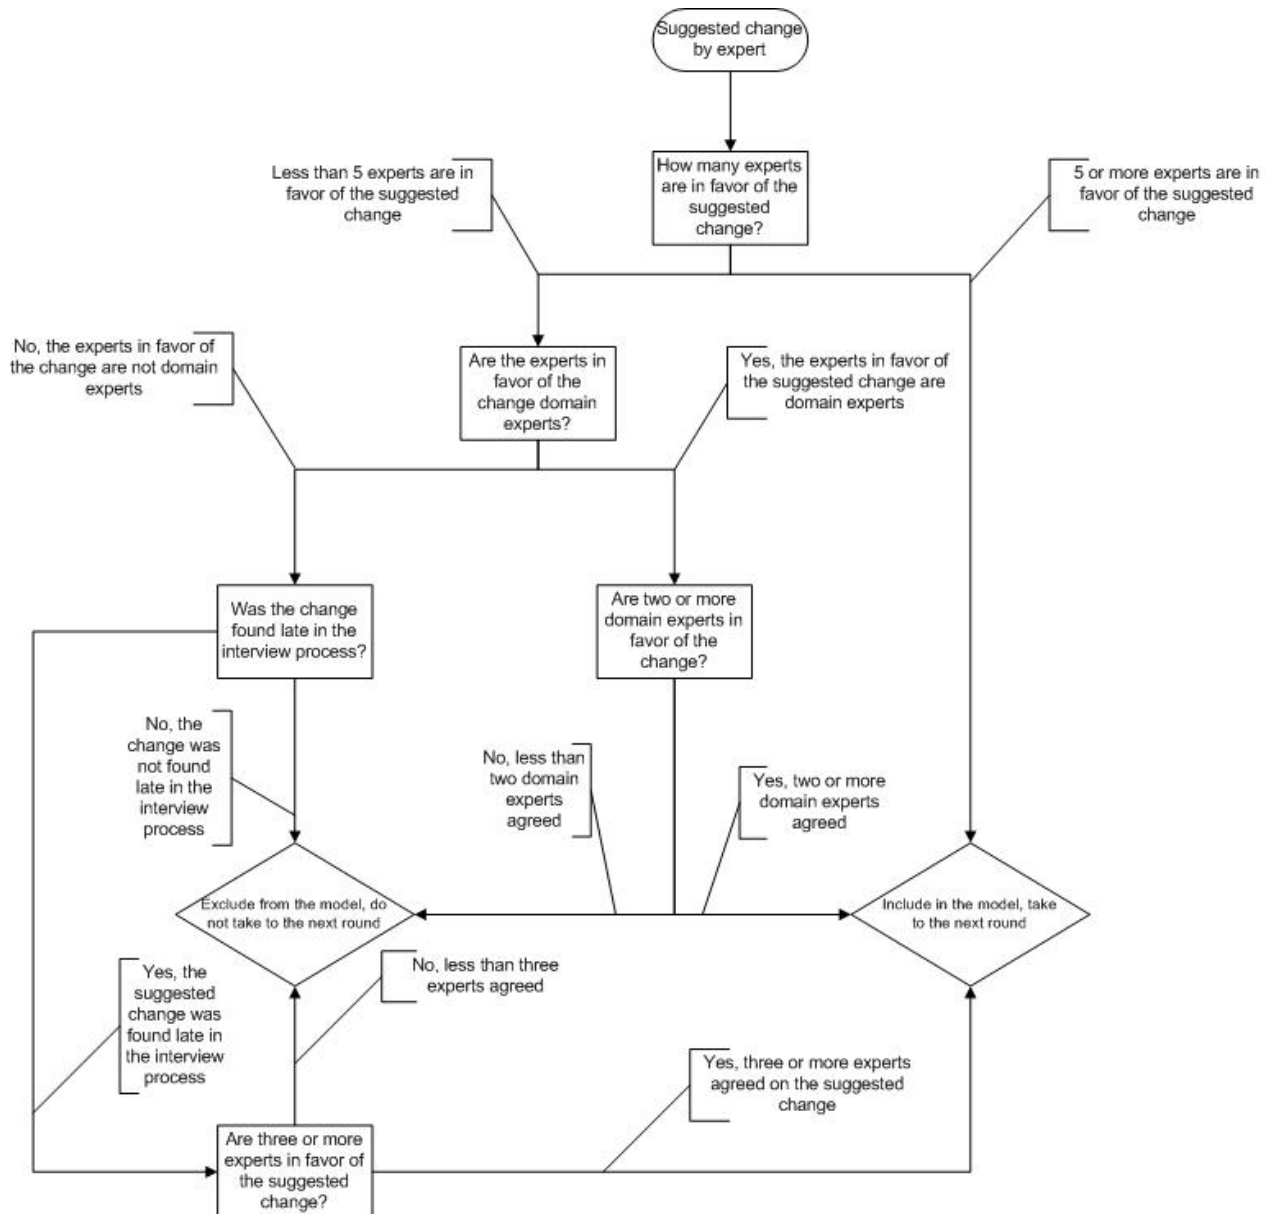 Suggested change
by expert
Less than 5 experts are in
favor of the suggested
change
How many experts
are in favor of the
suggested
change?
5 or more experts are in
favor of the suggested
change
No, the experts in favor of
the change are not domain
experts
Are the experts in
favor of the
change domain
experts?
Yes, the experts in favor of
the suggested change are
domain experts
Was the change
found late in the
interview process?
Are two or more
domain experts in
favor of the
change?
No, the
change was
not found
late in the
interview
process
No, less than
two domain
experts
agreed
Yes, two or more
domain experts
agreed
Exclude from the model, do
not take to the next round
Include in the model, take
to the next round
Yes, the
suggested
change was
found late in
the interview
process
No, less than three
experts agreed
Yes, three or more experts
agreed on the suggested
change
Are three or more
experts in favor of
the suggested
change?